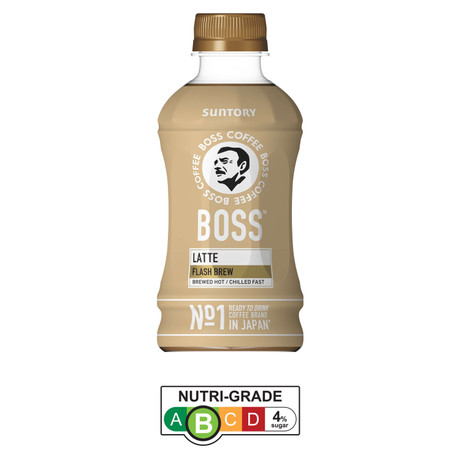 SUNTORY
BOSS COFFEE BOSS COFFEE BOSS COFFEE
BOSS®
LATTE
FLASH BREW
BREWED HOT / CHILLED FAST
Nº1 READY TO DRINK
COFFEE BRAND
IN JAPAN*
NUTRI-GRADE
A B C D 4%
sugar